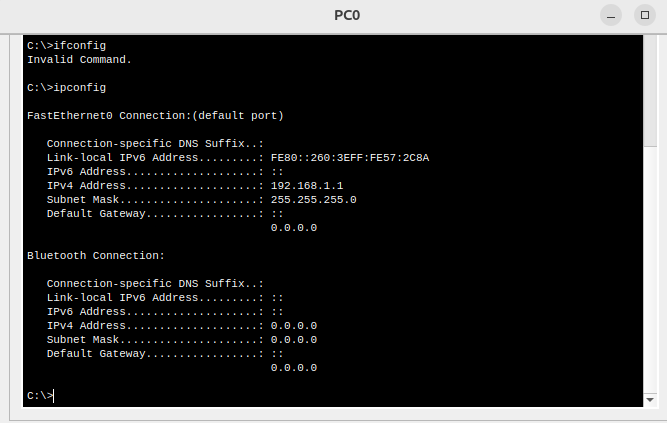 PC0
C:\>ifconfig
Invalid Command.
C:\>ipconfig
FastEthernet0 Connection:(default port)
Connection-specific DNS Suffix..:
Link-local IPv6 Address.........: FE80::260:3EFF:FE57:2C8A
IPv6 Address....................: ::
IPv4 Address....................: 192.168.1.1
Subnet Mask.....................: 255.255.255.0
Default Gateway.................: ::
0.0.0.0
Bluetooth Connection:
Connection-specific DNS Suffix..:
Link-local IPv6 Address.........: ::
IPv6 Address....................: ::
IPv4 Address....................: 0.0.0.0
Subnet Mask.....................: 0.0.0.0
Default Gateway.................: ::
0.0.0.0
C:\>